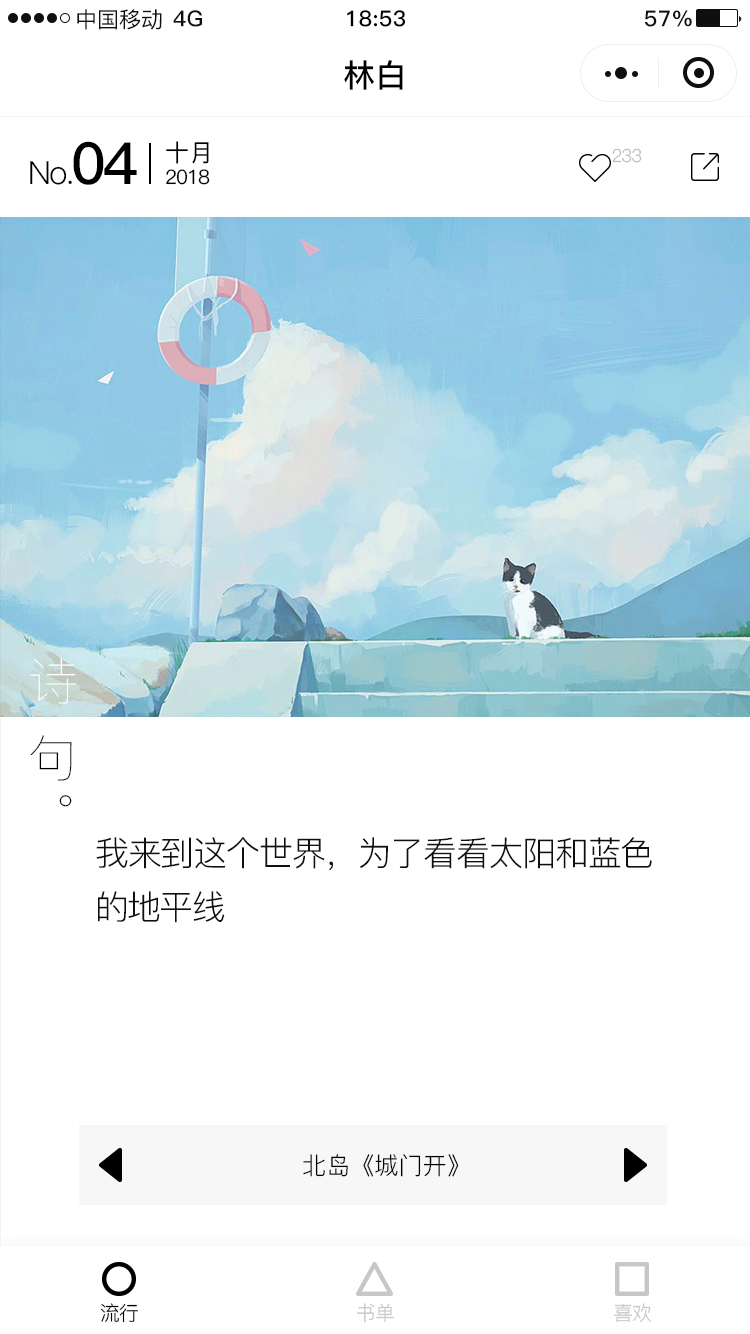 中国移动 4G 18:53 57%
林白
No.04 十月
2018
233
诗
句。
我来到这个世界，为了看看太阳和蓝色
的地平线
北岛《城门开》
流行 书单 喜欢